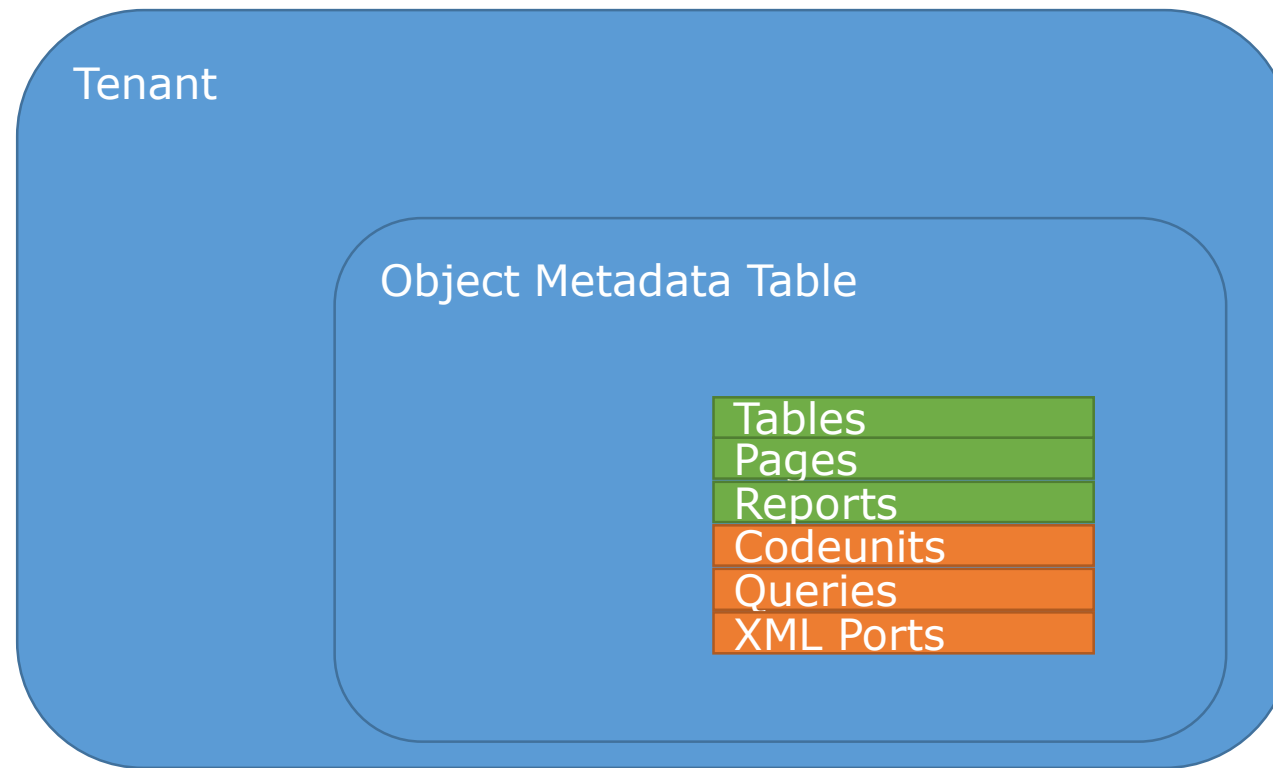 Tenant
Object Metadata Table
Tables
Pages
Reports
Codeunits
Queries
XML Ports